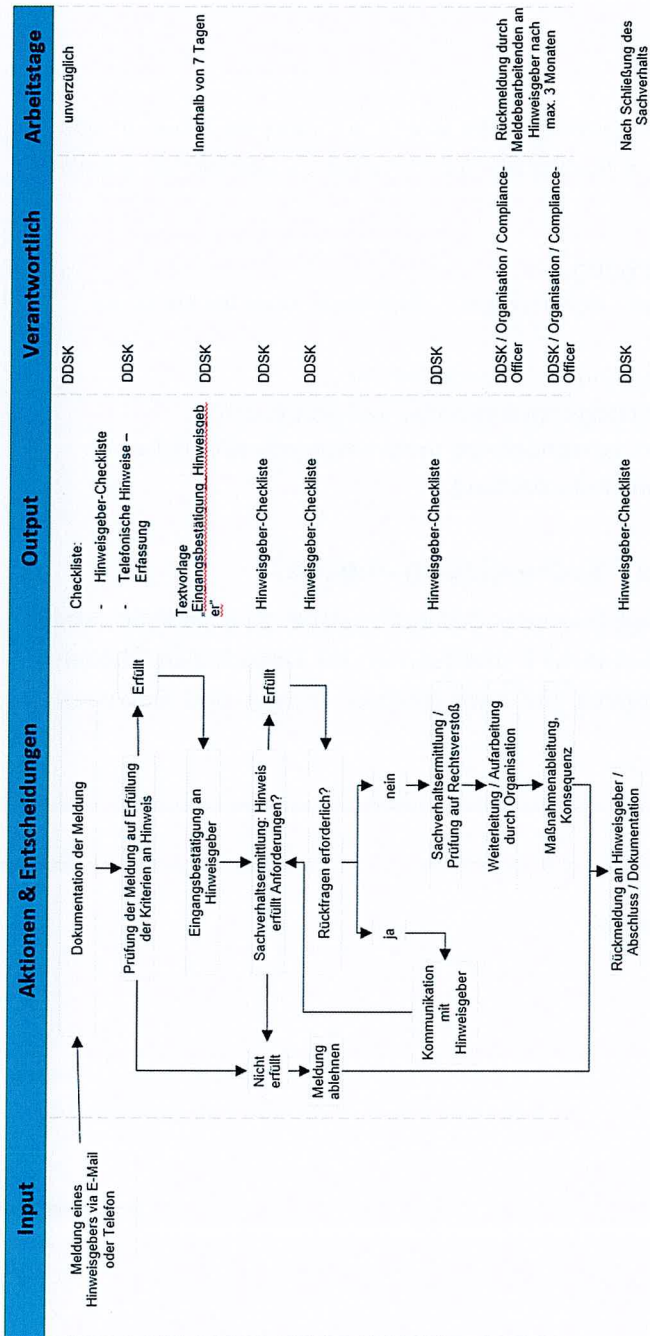 Input
Aktionen & Entscheidungen
Output
Verantwortlich
Arbeitstage
Meldung eines
Hinweisgebers via E-Mail
oder Telefon
Dokumentation der Meldung
Checkliste:
- Hinweisgeber-Checkliste
- Telefonische Hinweise –
Erfassung
DDSK
unverzüglich
Prüfung der Meldung auf Erfüllung
der Kriterien an Hinweis
Erfüllt
DDSK
Eingangsbestätigung an
Hinweisgeber
Textvorlage
„Eingangsbestätigung_Hinweisgeb
er“
DDSK
Innerhalb von 7 Tagen
Nicht
erfüllt
Sachverhaltsermittlung: Hinweis
erfüllt Anforderungen?
Erfüllt
Hinweisgeber-Checkliste
DDSK
Meldung
ablehnen
Rückfragen erforderlich?
Hinweisgeber-Checkliste
DDSK
ja
nein
Kommunikation
mit
Hinweisgeber
Sachverhaltsermittlung /
Prüfung auf Rechtsverstoß
Hinweisgeber-Checkliste
DDSK
Weiterleitung / Aufarbeitung
durch Organisation
DDSK / Organisation / Compliance-
Officer
Rückmeldung durch
Meldebearbeitenden an
Hinweisgeber nach
max. 3 Monaten
Maßnahmenableitung,
Konsequenz
DDSK / Organisation / Compliance-
Officer
Rückmeldung an Hinweisgeber /
Abschluss / Dokumentation
Hinweisgeber-Checkliste
DDSK
Nach Schließung des
Sachverhalts